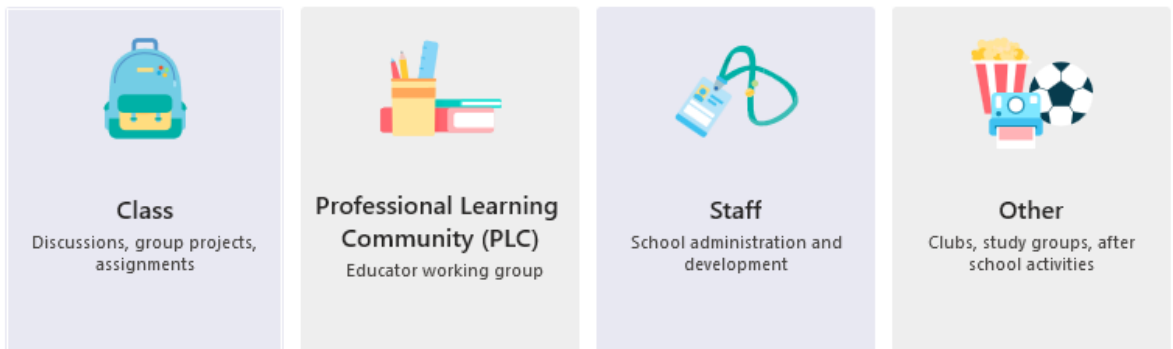 Class
Discussions, group projects,
assignments
Professional Learning
Community (PLC)
Educator working group
Staff
School administration and
development
Other
Clubs, study groups, after
school activities